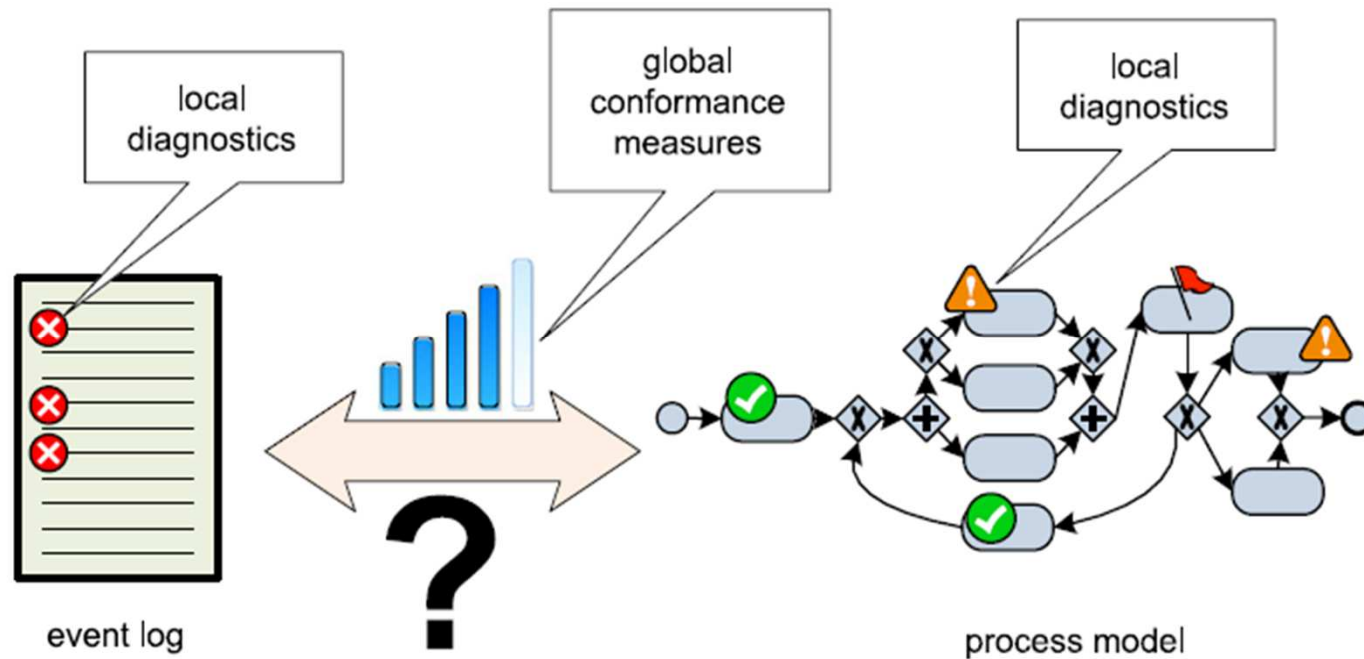 local
diagnostics
global
conformance
measures
local
diagnostics
?
event log
process model